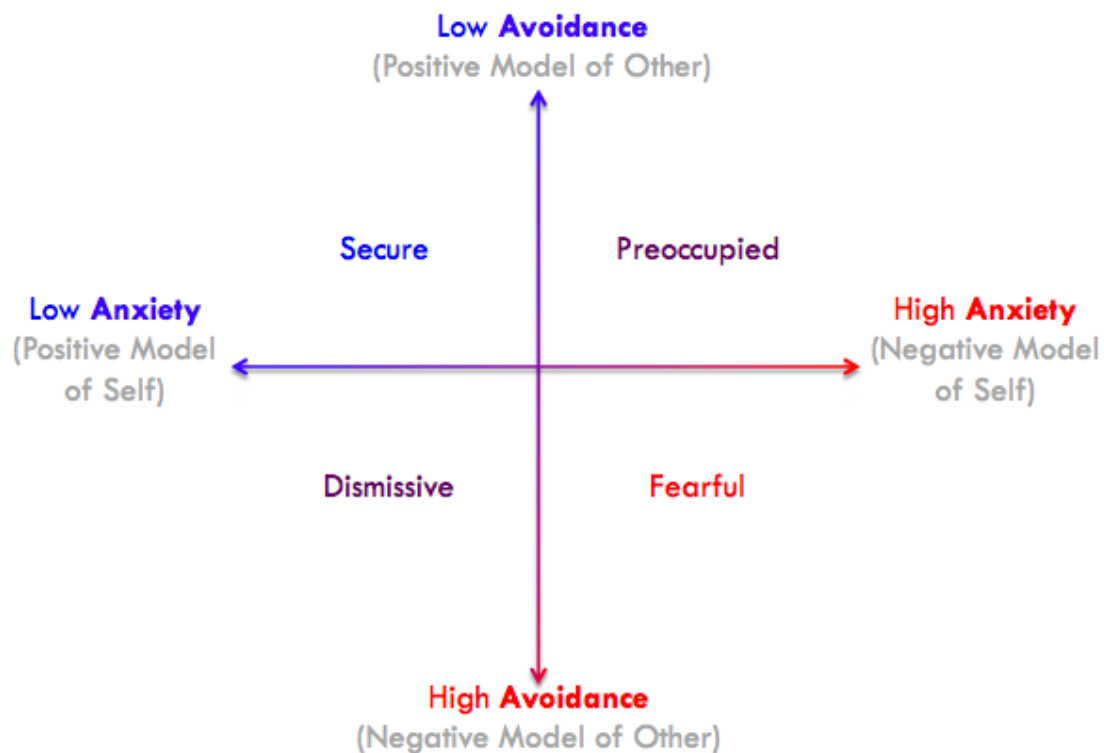 Low Avoidance
(Positive Model of Other)
Secure
Preoccupied
Low Anxiety
(Positive Model
of Self)
High Anxiety
(Negative Model
of Self)
Dismissive
Fearful
High Avoidance
(Negative Model of Other)